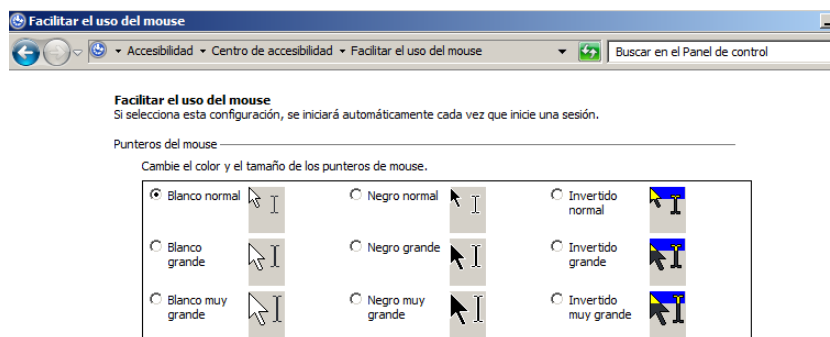 Facilitar el uso del mouse
Accesibilidad Centro de accesibilidad Facilitar el uso del mouse Buscar en el Panel de control
Facilitar el uso del mouse
Si selecciona esta configuración, se iniciará automáticamente cada vez que inicie una sesión.
Punteros del mouse
Cambie el color y el tamaño de los punteros de mouse.
Blanco normal Negro normal Invertido
normal
Blanco Negro grande Invertido
grande grande
Blanco muy Negro muy Invertido
grande grande muy grande